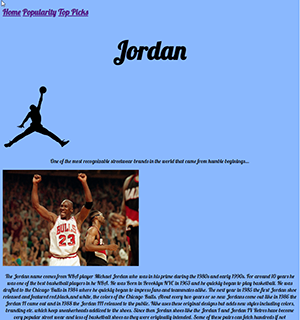 Home Popularity Top Picks
Jordan
One of the most recognizable streetwear brands in the world that came from humble beginings...
BULLS
23
The Jordan name comes from NBA player Michael Jordan who was in his prime during the 1980s and early 1990s. For around 10 years he
was one of the best basketball players in he NBA. He was Born in Brooklyn NYC in 1963 and he quickly began to play basketball. He was
drafted to the Chicago Bulls in 1984 where he quickly began to impress fans and teammates alike. The next year in 1985 the first Jordan shoe
released and featured red,black,and white, the colors of the Chicago Bulls. About every two years or so new Jordans come out like in 1986 the
Jordan II came out and in 1988 the Jordan III released to the public. Nike uses these original designs but adds new styles including colors,
branding etc. which keep sneakerheads addicted to the shoes. Since then Jordan shoes like the Jordan I and Jordan IV Retros have become
very popular street wear and less of basketball shoes as they were originally intended. Some of these pairs can fetch hundreds if not